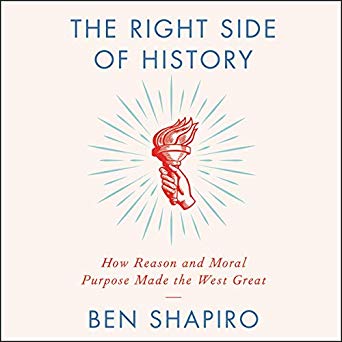 THE RIGHT SIDE
OF HISTORY
How Reason and Moral
Purpose Made the West Great
BEN SHAPIRO